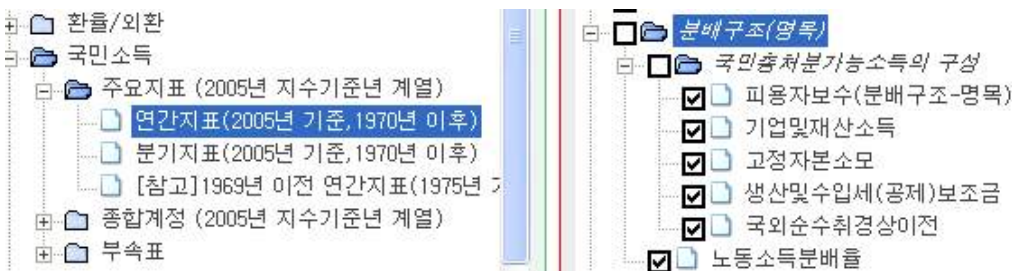 환율/외환
국민소득
주요지표 (2005년 지수기준년 계열)
연간지표(2005년 기준,1970년 이후)
분기지표(2005년 기준,1970년 이후)
[참고]1969년 이전 연간지표(1975년
종합계정 (2005년 지수기준년 계열)
부속표
분배구조(명목)
국민총처분가능소득의 구성
피용자보수(분배구조-명목)
기업및재산소득
고정자본소모
생산및수입세(공제)보조금
국외순수취경상이전
노동소득분배율